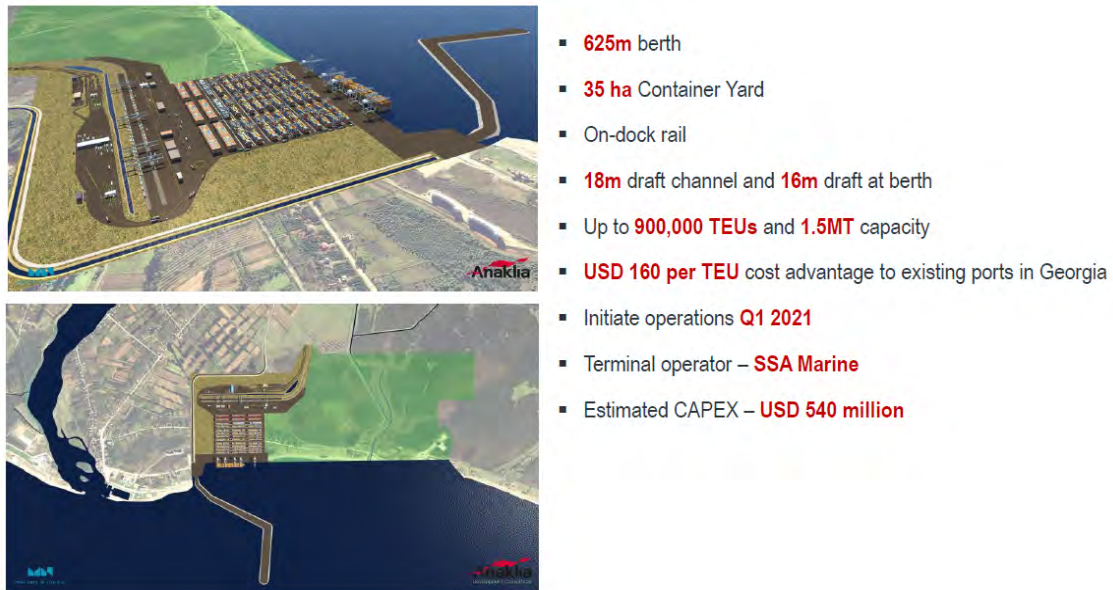 625m berth
35 ha Container Yard
On-dock rail
18m draft channel and 16m draft at berth
Up to 900,000 TEUs and 1.5MT capacity
USD 160 per TEU cost advantage to existing ports in Georgia
Initiate operations Q1 2021
Terminal operator – SSA Marine
Estimated CAPEX – USD 540 million
Anaklia
Anaklia